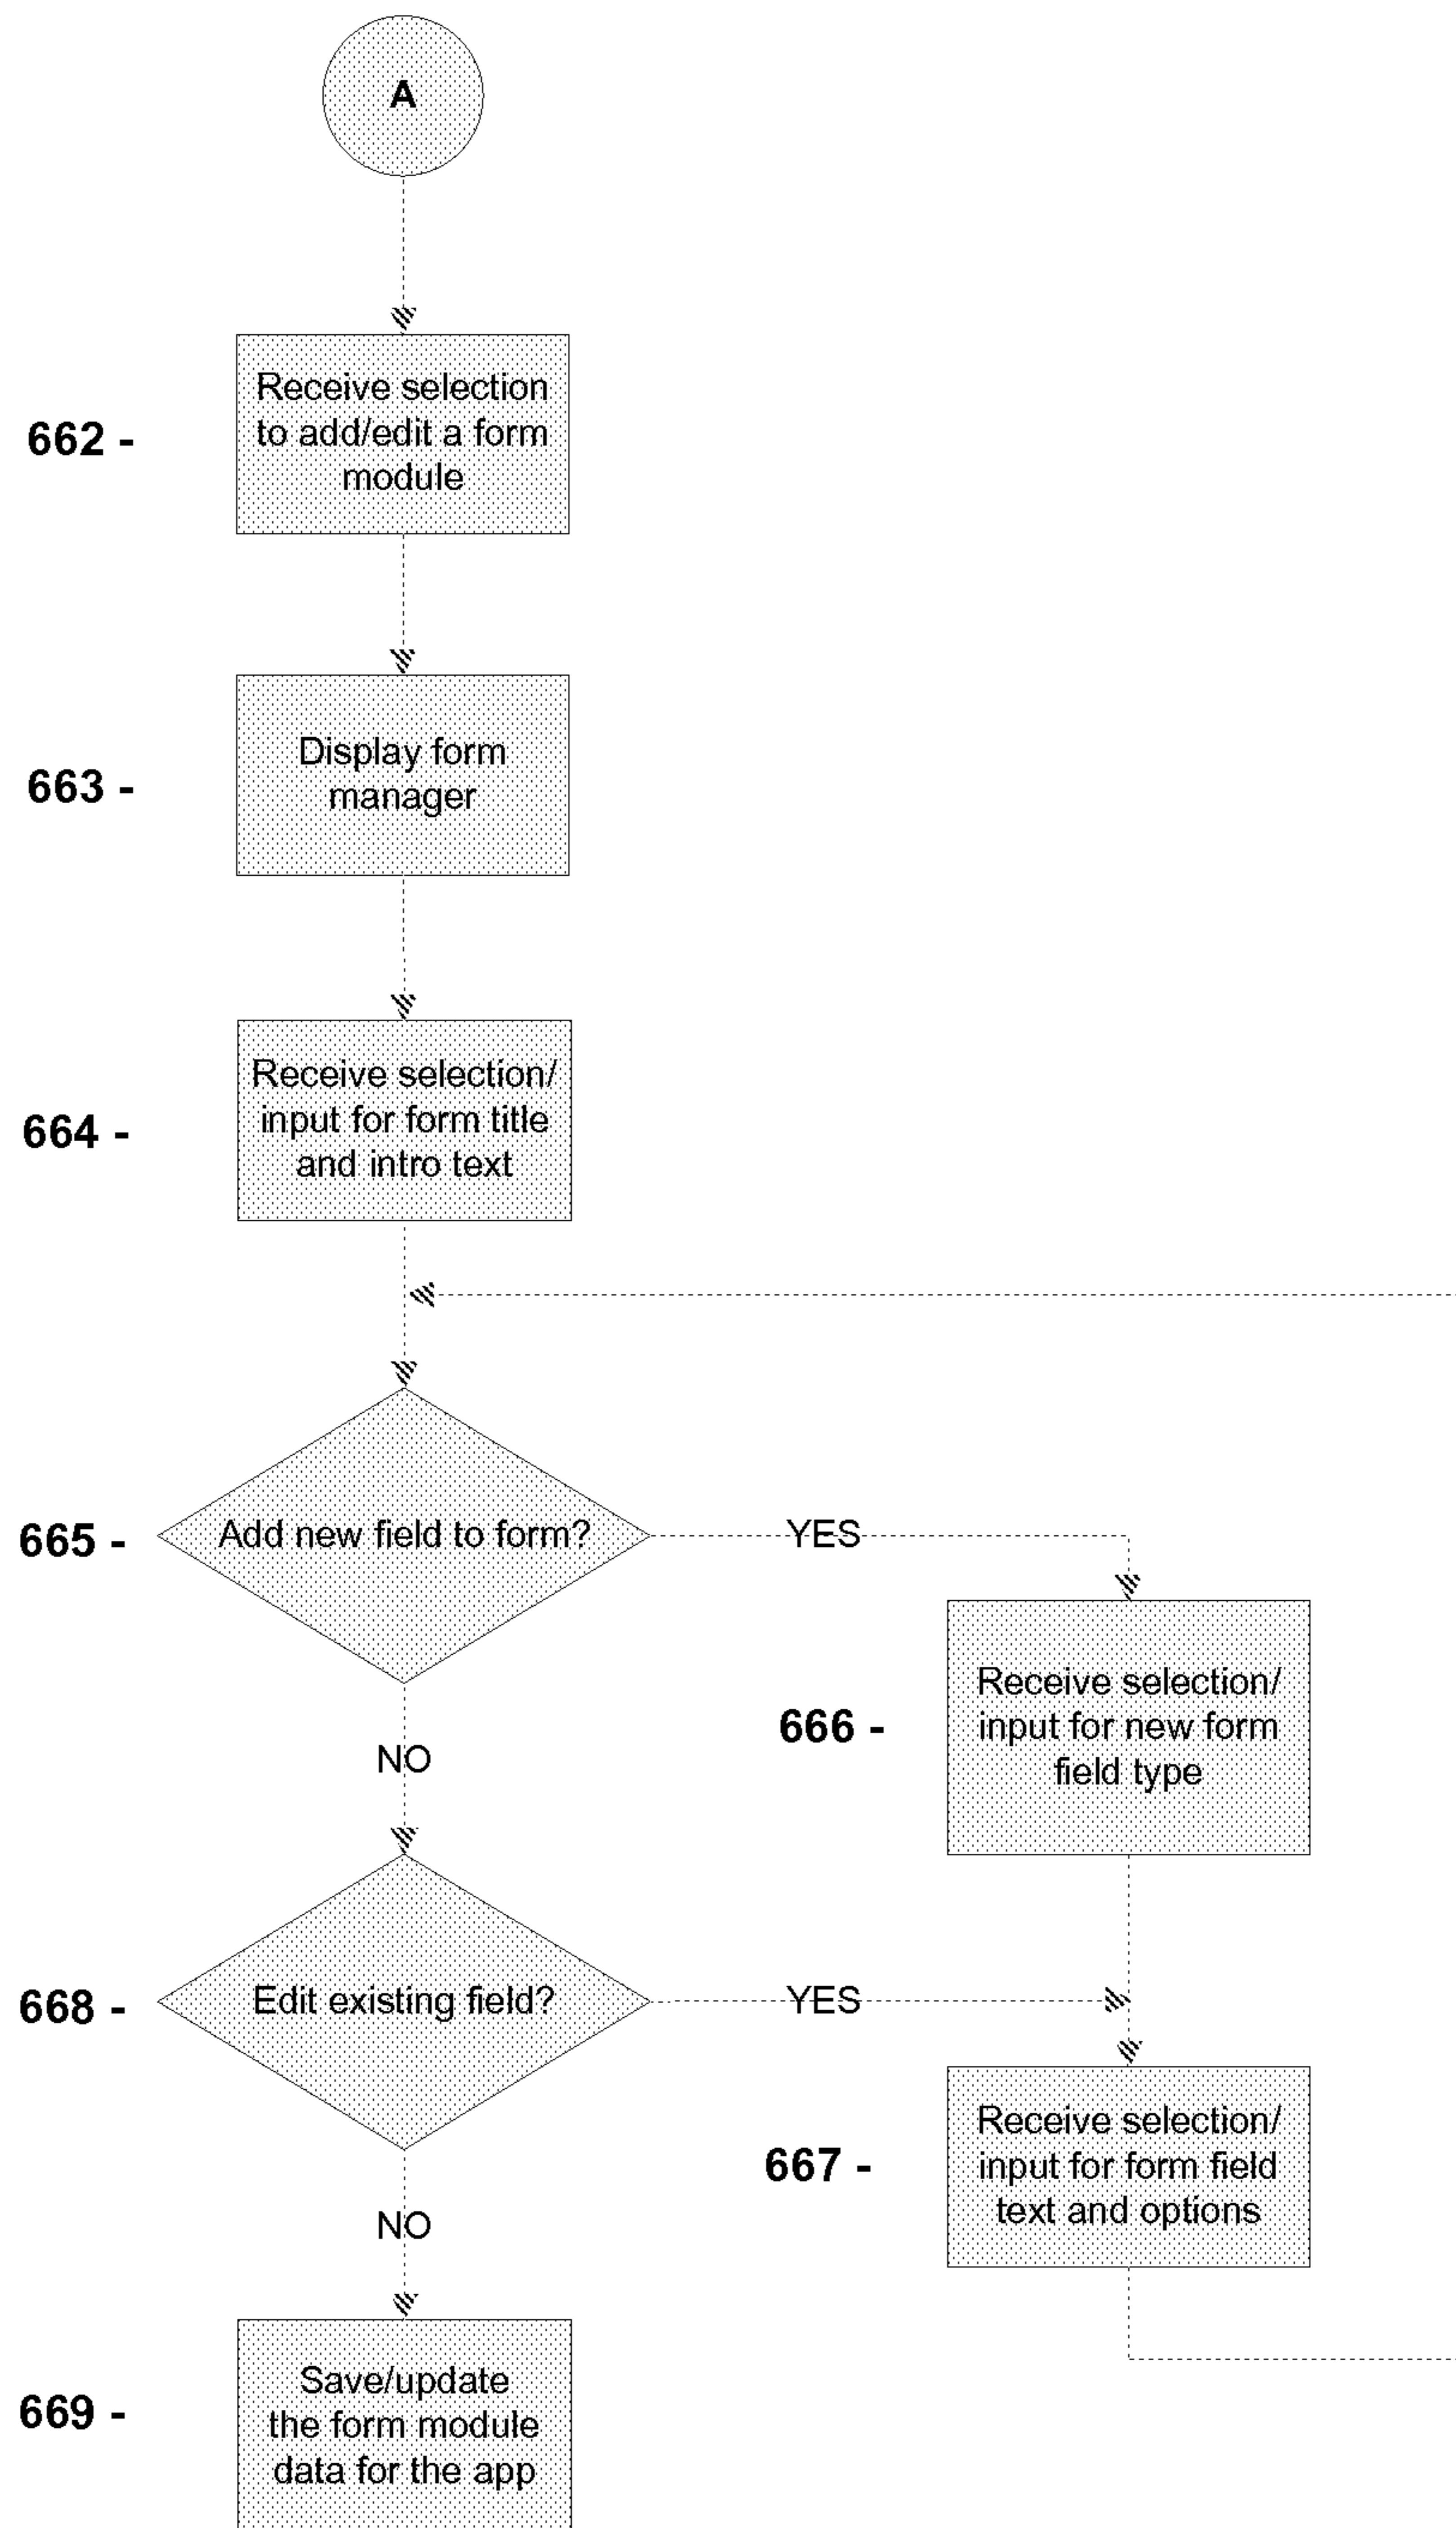 A
662 -
Receive selection
to add/edit a form
module
663 -
Display form
manager
664 -
Receive selection/
input for form title
and intro text
665 -
Add new field to form?
YES
666 -
Receive selection/
input for new form
field type
NO
668 -
Edit existing field?
YES
667 -
Receive selection/
input for form field
text and options
NO
669 -
Save/update
the form module
data for the app